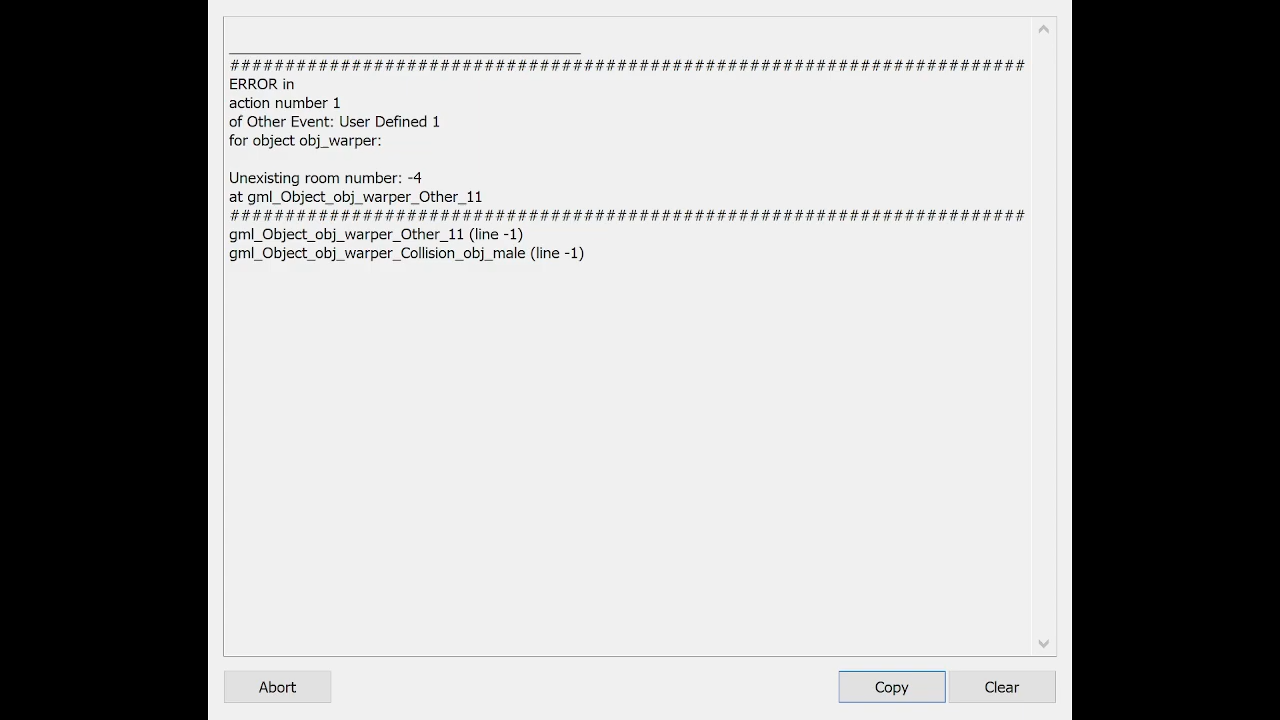 ___________________________________________
########################################################################
ERROR in
action number 1
of Other Event: User Defined 1
for object obj_warper:
Unexisting room number: -4
at gml_Object_obj_warper_Other_11
########################################################################
gml_Object_obj_warper_Other_11 (line -1)
gml_Object_obj_warper_Collision_obj_male (line -1)
Abort
Copy
Clear